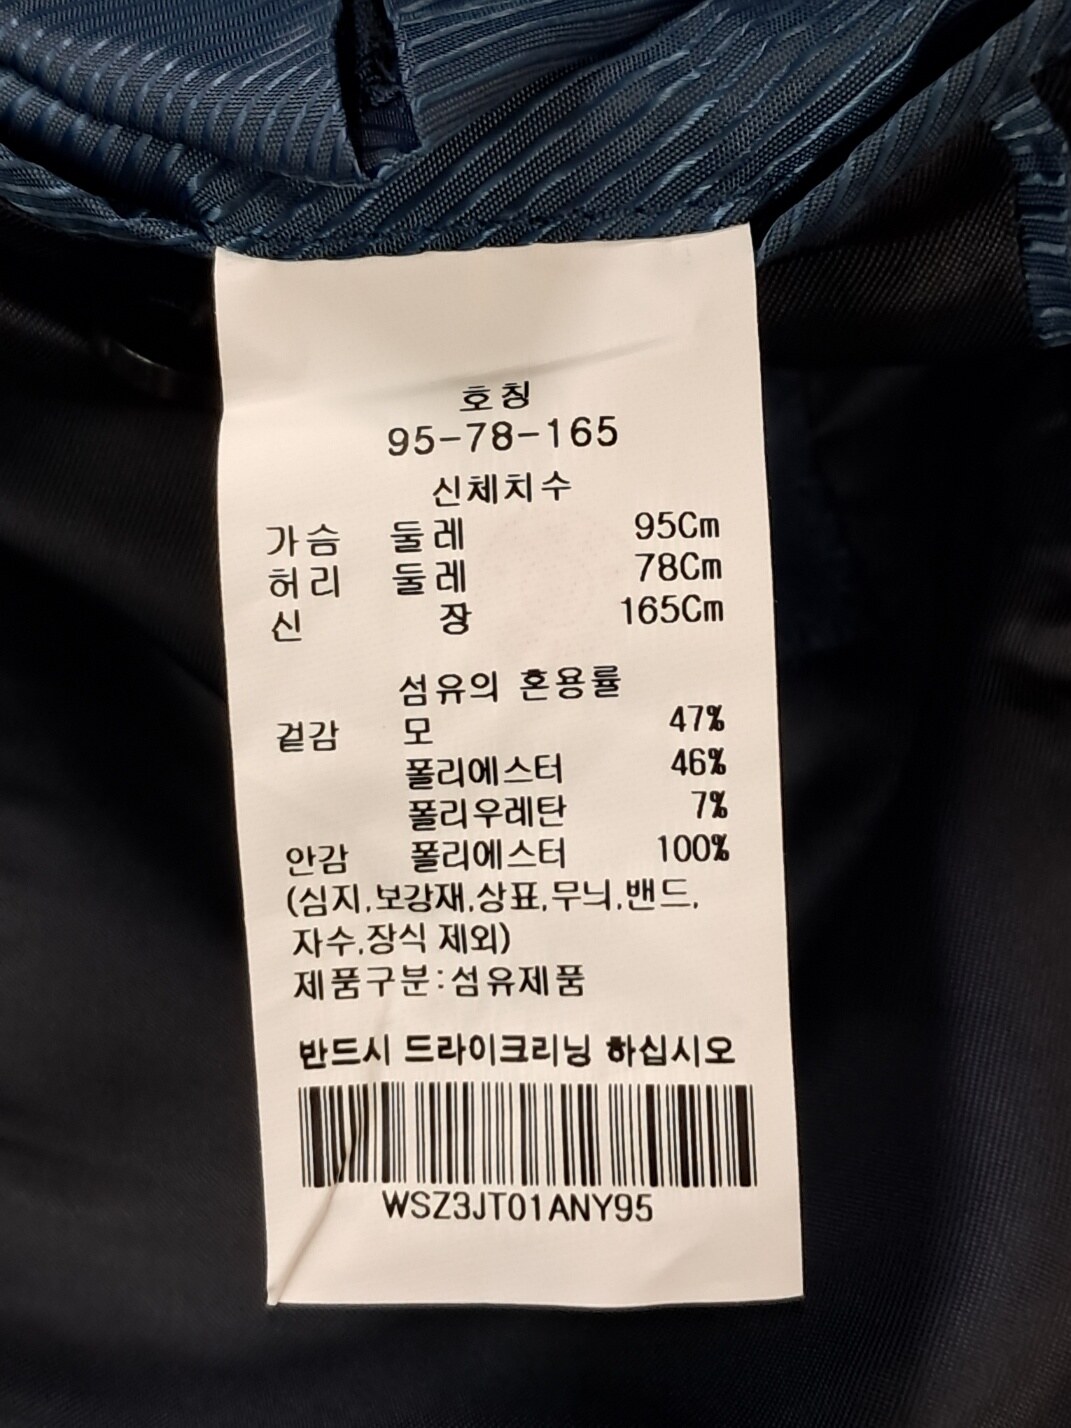 호칭
95-78-165
신체치수
가슴 둘레 95Cm
허리 둘레 78Cm
신 장 165Cm
섬유의 혼용률
겉감 모 47%
폴리에스터 46%
폴리우레탄 7%
안감 폴리에스터 100%
(심지,보강재,상표,무늬,밴드,
자수,장식 제외)
제품구분:섬유제품
반드시 드라이크리닝 하십시오
WSZ3JT01ANY95